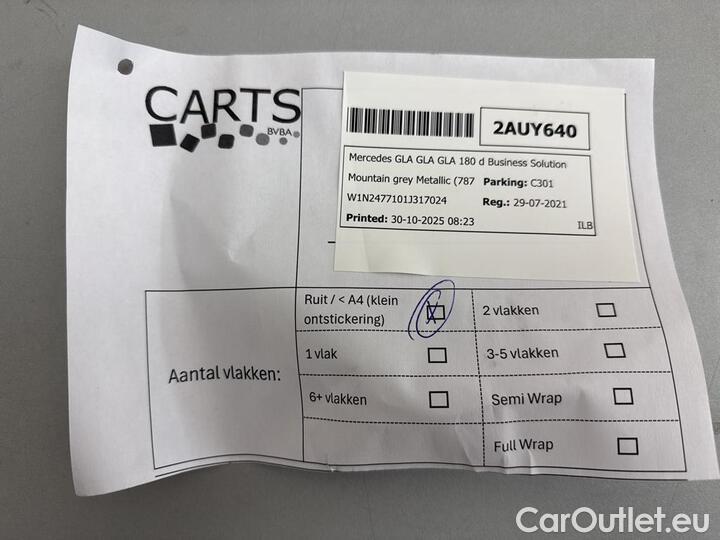 CARTS
BVBA
2AUY640
Mercedes GLA GLA GLA 180 d Business Solution
Mountain grey Metallic (787 Parking: C301
W1N2477101J317024 Reg.: 29-07-2021
Printed: 30-10-2025 08:23 ILB
Aantal vlakken:
Ruit / < A4 (klein
ontstickering)
2 vlakken
1 vlak
3-5 vlakken
6+ vlakken
Semi Wrap
Full Wrap
CarOutlet.eu